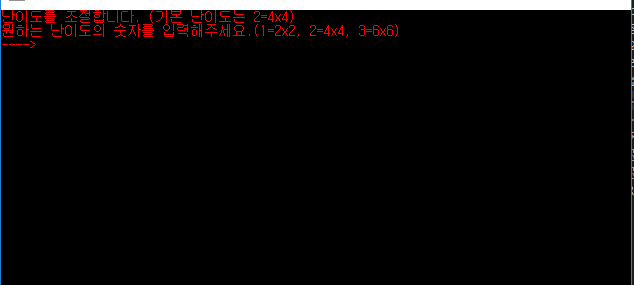 난이도를 조정합니다. (기본 난이도는 2=4x4)
원하는 난이도의 숫자를 입력해주세요.(1=2x2, 2=4x4, 3=6x6)
---->